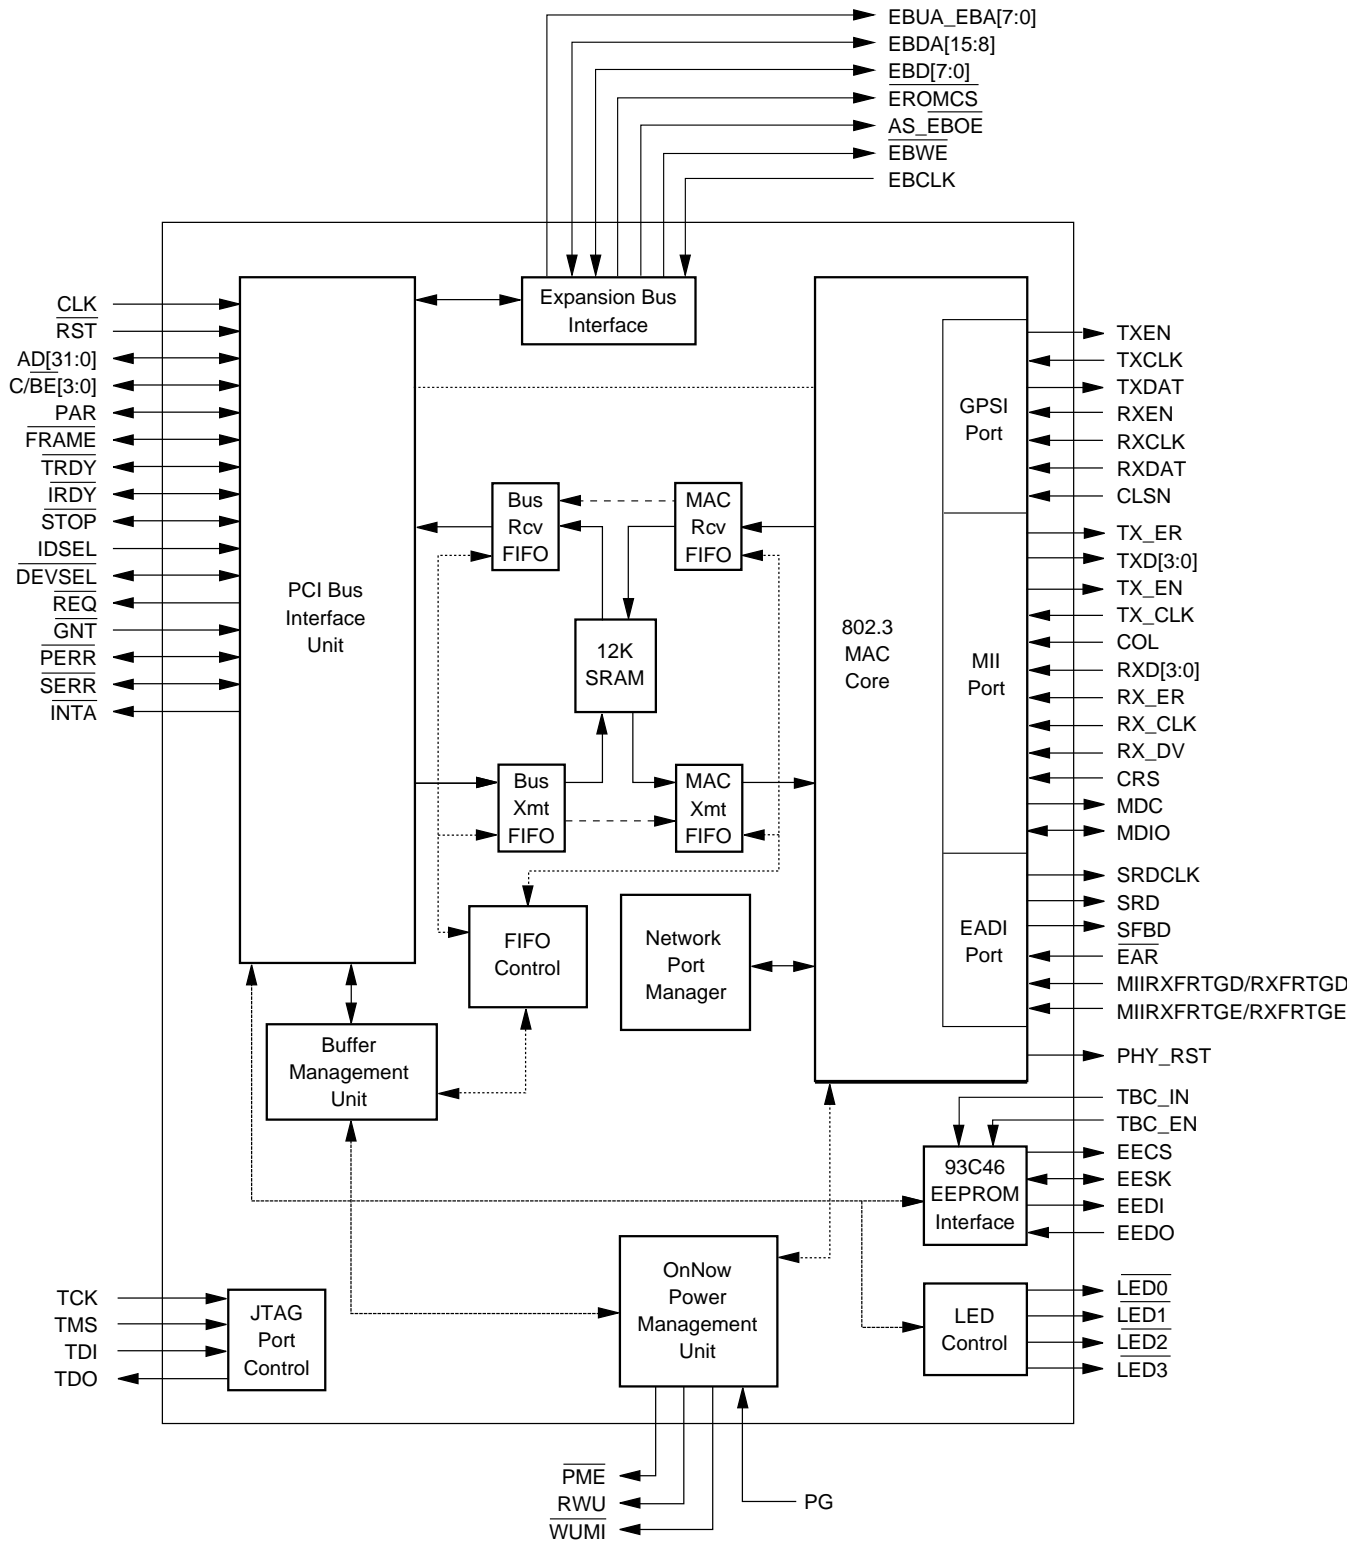 EBUA_EBA[7:0]
EBDA[15:8]
EBD[7:0]
EROMCS
AS_EBOE
EBWE
EBCLK
CLK
RST
AD[31:0]
C/BE[3:0]
PAR
FRAME
TRDY
IRDY
STOP
IDSEL
DEVSEL
REQ
GNT
PERR
SERR
INTA
PCI Bus
Interface
Unit
Expansion Bus
Interface
Bus
Rcv
FIFO
MAC
Rcv
FIFO
12K
SRAM
Bus
Xmt
FIFO
MAC
Xmt
FIFO
FIFO
Control
Network
Port
Manager
Buffer
Management
Unit
802.3
MAC
Core
GPSI
Port
MII
Port
EADI
Port
TXEN
TXCLK
TXDAT
RXEN
RXCLK
RXDAT
CLSN
TX_ER
TXD[3:0]
TX_EN
TX_CLK
COL
RXD[3:0]
RX_ER
RX_CLK
RX_DV
CRS
MDC
MDIO
SRDCLK
SRD
SFBD
EAR
MIIRXFRTGD/RXFRTGD
MIIRXFRTGE/RXFRTGE
PHY_RST
TBC_IN
TBC_EN
EECS
EESK
EEDI
EEDO
93C46
EEPROM
Interface
OnNow
Power
Management
Unit
LED
Control
LED0
LED1
LED2
LED3
TCK
TMS
TDI
TDO
JTAG
Port
Control
PME
RWU
WUMI
PG